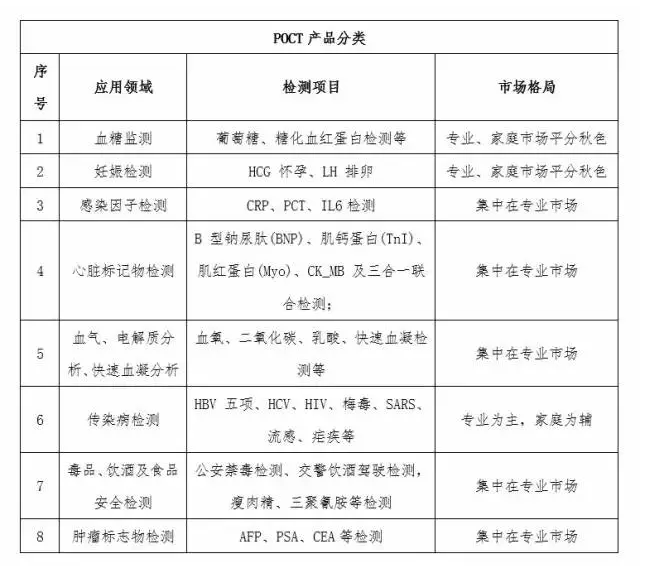 POCT 产品分类
序号 应用领域 检测项目 市场格局
1 血糖监测 葡萄糖、糖化血红蛋白检测等 专业、家庭市场平分秋色
2 妊娠检测 HCG 怀孕、LH 排卵 专业、家庭市场平分秋色
3 感染因子检测 CRP、PCT、IL6 检测 集中在专业市场
4 心脏标记物检测 B 型钠尿肽(BNP)、肌钙蛋白(TnI)、
肌红蛋白(Myo)、CK_MB 及三合一联
合检测; 集中在专业市场
5 血气、电解质分
析、快速血凝分析 血氧、二氧化碳、乳酸、快速血凝检
测等 集中在专业市场
6 传染病检测 HBV 五项、HCV、HIV、梅毒、SARS、
流感、疟疾等 专业为主，家庭为辅
7 毒品、饮酒及食品
安全检测 公安禁毒检测、交警饮酒驾驶检测，
瘦肉精、三聚氰胺等检测 集中在专业市场
8 肿瘤标志物检测 AFP、PSA、CEA 等检测 集中在专业市场